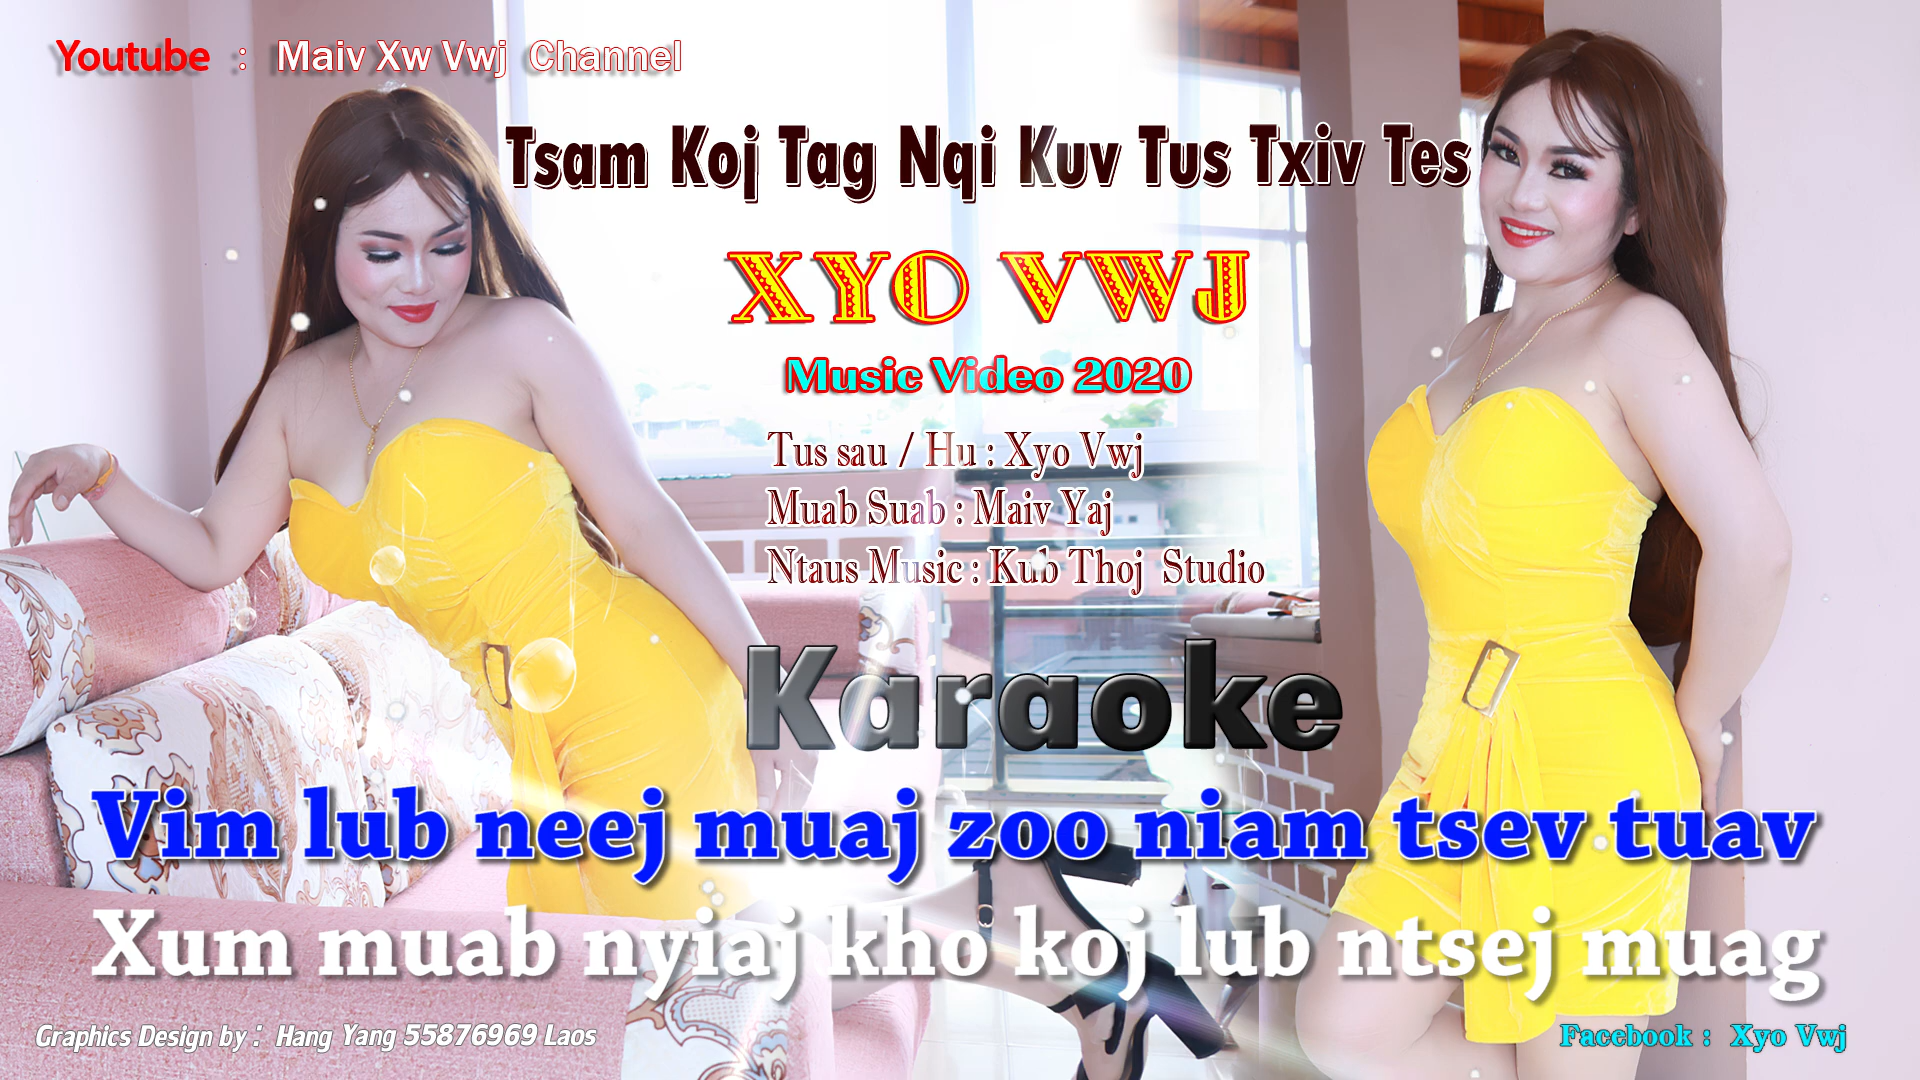 Youtube : Maiv Xw Vwj Channel
Tsam Koj Tag Nqi Kuv Tus Txiv Tes
XYO VWJ
Music Video 2020
Tus sau / Hu : Xyo Vwj
Muab Suab : Maiv Yaj
Ntaus Music : Kub Thoj Studio
Karaoke
Vim lub neej muaj zoo niam tsev tuav
Xum muab nyiaj kho koj lub ntsej muag
Graphics Design by : Hang Yang 55876969 Laos
Facebook : Xyo Vwj